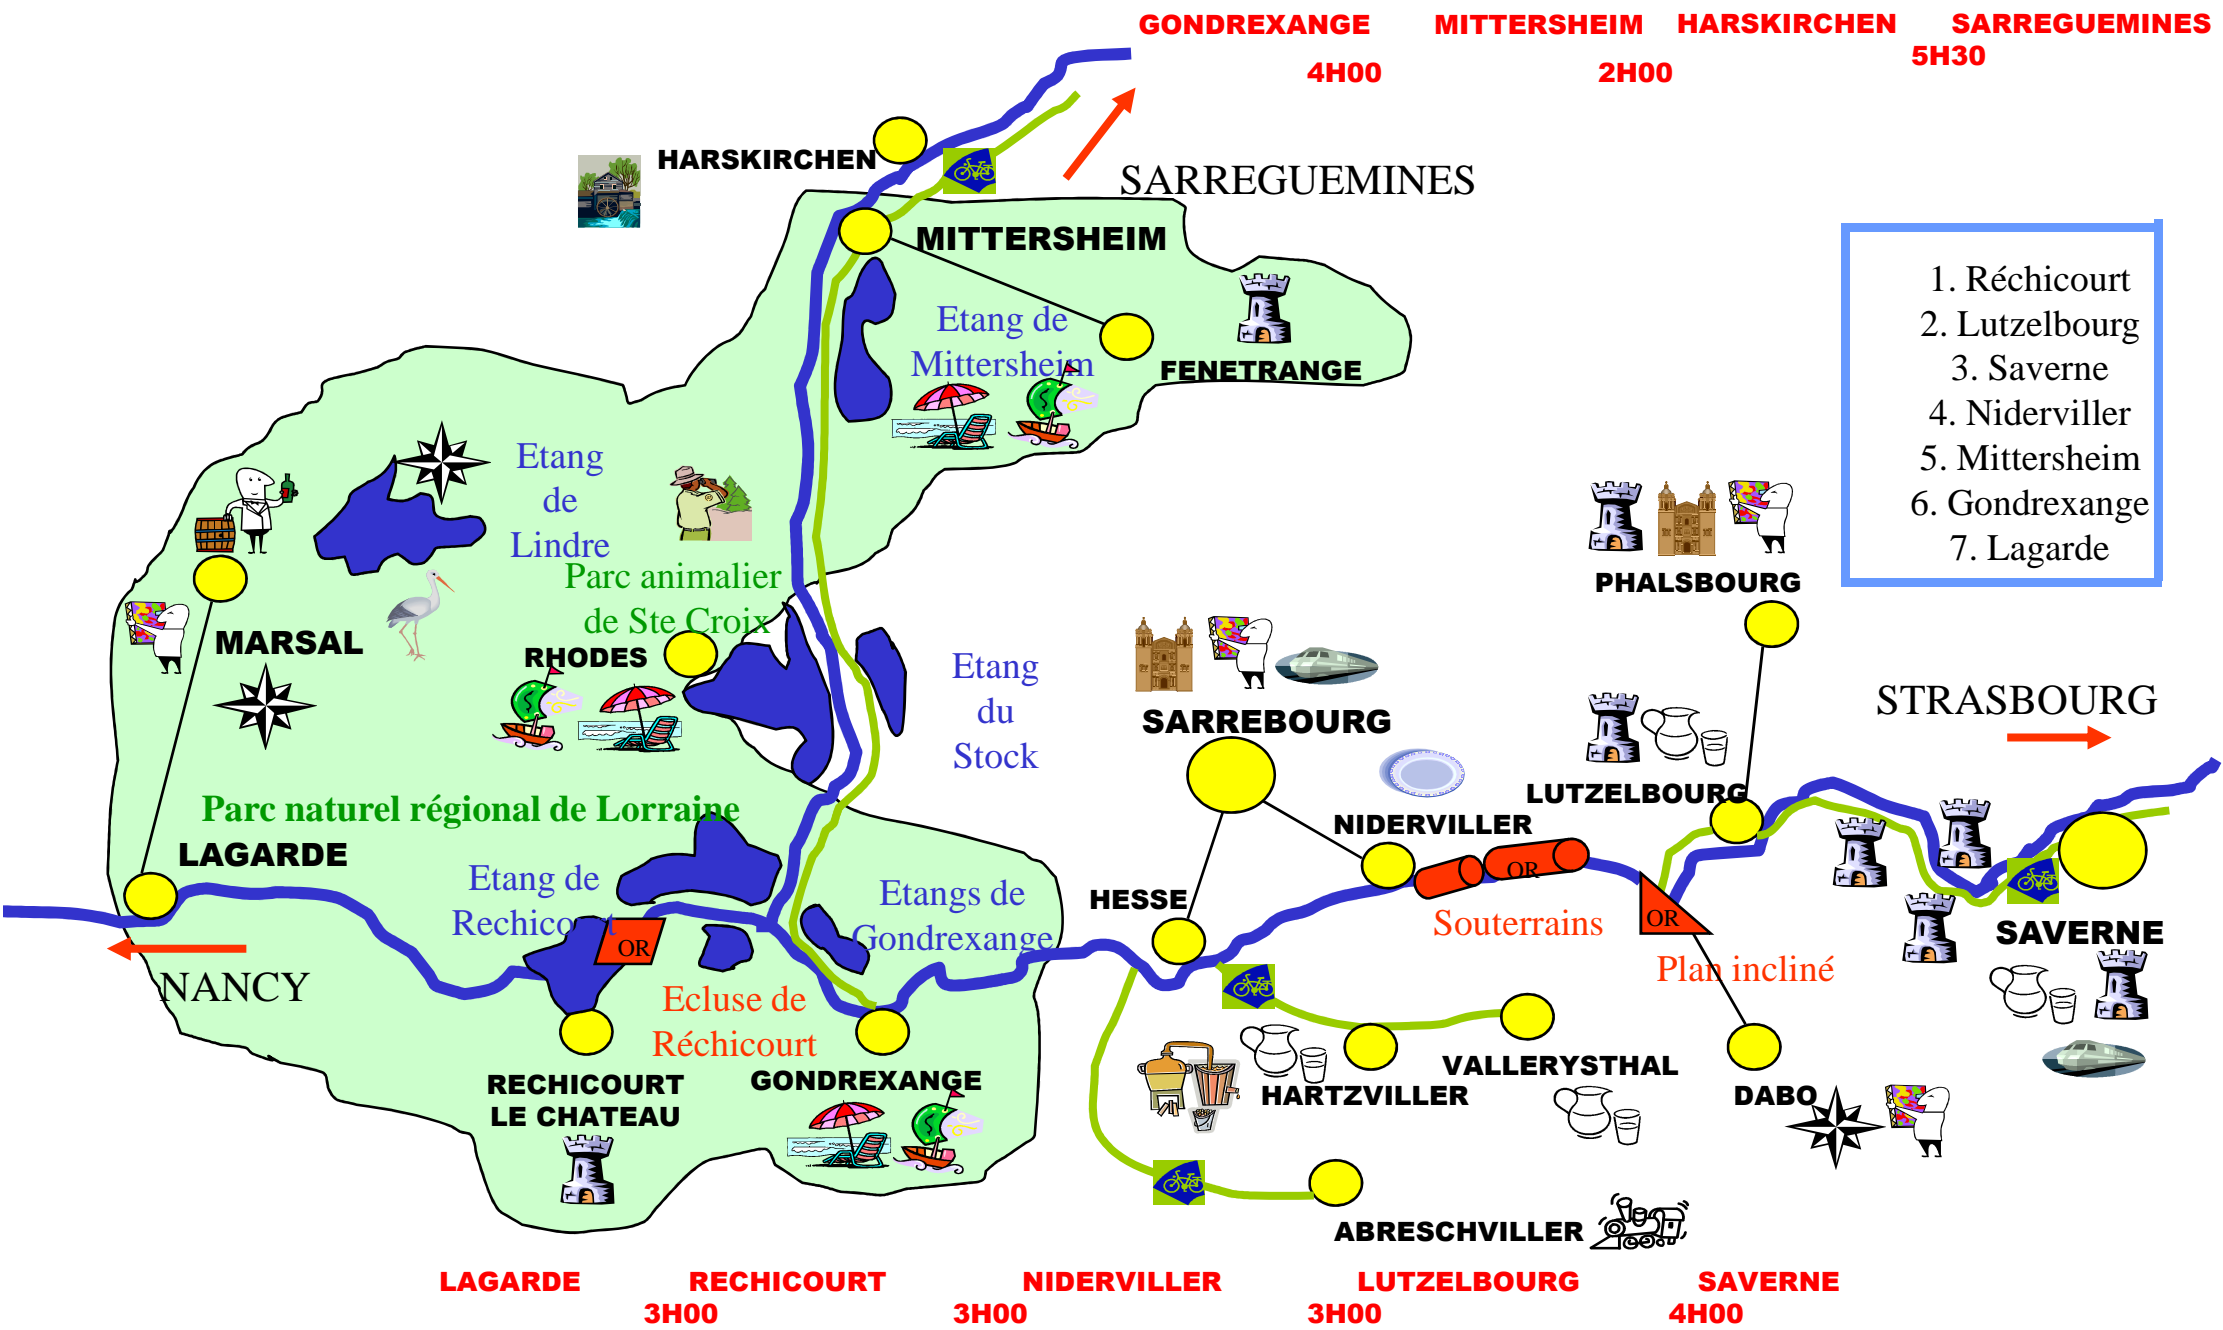 GONDREXANGE MITTERSHEIM HARSKIRCHEN SARREGUEMINES
4H00 2H00 5H30
HARSKIRCHEN
SARREGUEMINES
MITTERSHEIM
Etang de
Mittersheim
FENETRANGE
1. Réchicourt
2. Lutzelbourg
3. Saverne
4. Niderviller
5. Mittersheim
6. Gondrexange
7. Lagarde
Etang
de
Lindre
Parc animalier
de Ste Croix
RHODES
MARSAL
Etang
du
Stock
PHALSBOURG
SARREBOURG
STRASBOURG
LUTZELBOURG
NIDERVILLER
Parc naturel régional de Lorraine
LAGARDE
Etang de
Rechicourt
OR
Etangs de
Gondrexange
HESSE
OR
Souterrains
OR
Plan incliné
SAVERNE
NANCY
Ecluse de
Réchicourt
RECHICOURT
LE CHATEAU
GONDREXANGE
HARTZVILLER
VALLERYSTHAL
DABO
ABRESCHVILLER
LAGARDE RECHICOURT NIDERVILLER LUTZELBOURG SAVERNE
3H00 3H00 3H00 4H00